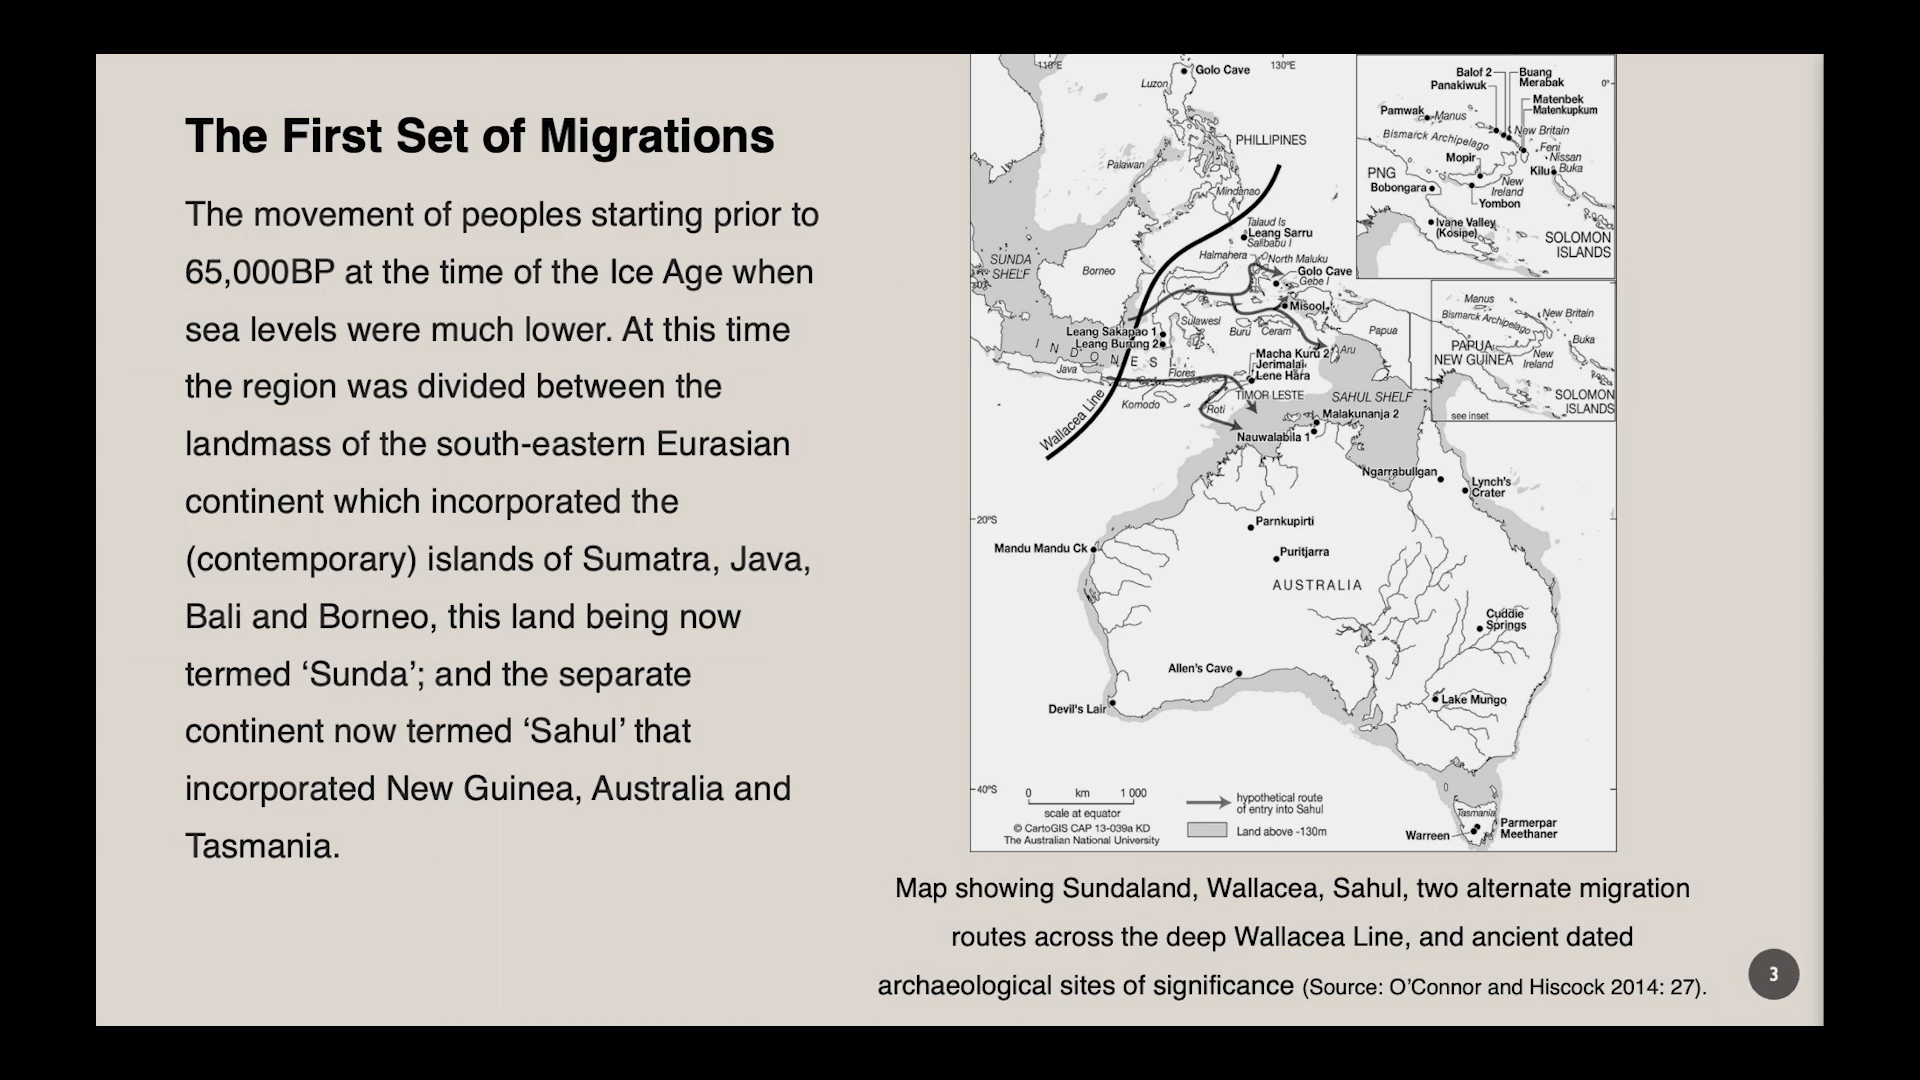 The First Set of Migrations
The movement of peoples starting prior to
65,000BP at the time of the Ice Age when
sea levels were much lower. At this time
the region was divided between the
landmass of the south-eastern Eurasian
continent which incorporated the
(contemporary) islands of Sumatra, Java,
Bali and Borneo, this land being now
termed ‘Sunda’; and the separate
continent now termed ‘Sahul’ that
incorporated New Guinea, Australia and
Tasmania.
110°E
130°E
Golo Cave
Luzon
PHILLIPINES
Palawan
Mindanao
Talaud Is
Leang Sarru
Salibabu I
SUNDA
SHELF
Borneo
Halmahera
North Maluku
Golo Cave
Gebe I
Misool
Sulawesi
Buru
Ceram
Papua
Leang Sakapao 1
Leang Burung 2
INDONESI
Java
Flores
Macha Kuru 2
Jerimalai
Lene Hara
Aru
Komodo
Roti
TIMOR LESTE
SAHUL SHELF
Wallacea Line
Malakunanja 2
Nauwalabila 1
Ngarrabullgan
Lynch's
Crater
20°S
Parnkupirti
Mandu Mandu Ck
Puritjarra
AUSTRALIA
Cuddie
Springs
Allen's Cave
Lake Mungo
Devil's Lair
40°S
0 km 1 000
scale at equator
© CartoGIS CAP 13-039a KD
The Australian National University
hypothetical route
of entry into Sahul
Land above -130m
Tasmania
Warreen
Parmerpar
Meethaner
Balof 2
Buang
Merabak
0°
Panakiwuk
Matenbek
Matenkupkum
Pamwak
Manus
New Britain
Bismarck Archipelago
Feni
Nissan
Mopir
Kilu
Buka
PNG
Bobongara
New
Ireland
Yombon
Ivane Valley
(Kosipe)
SOLOMON
ISLANDS
Manus
Bismarck Archipelago
New Britain
PAPUA
NEW GUINEA
Buka
New
Ireland
SOLOMON
ISLANDS
see inset
Map showing Sundaland, Wallacea, Sahul, two alternate migration
routes across the deep Wallacea Line, and ancient dated
archaeological sites of significance (Source: O’Connor and Hiscock 2014: 27).
3